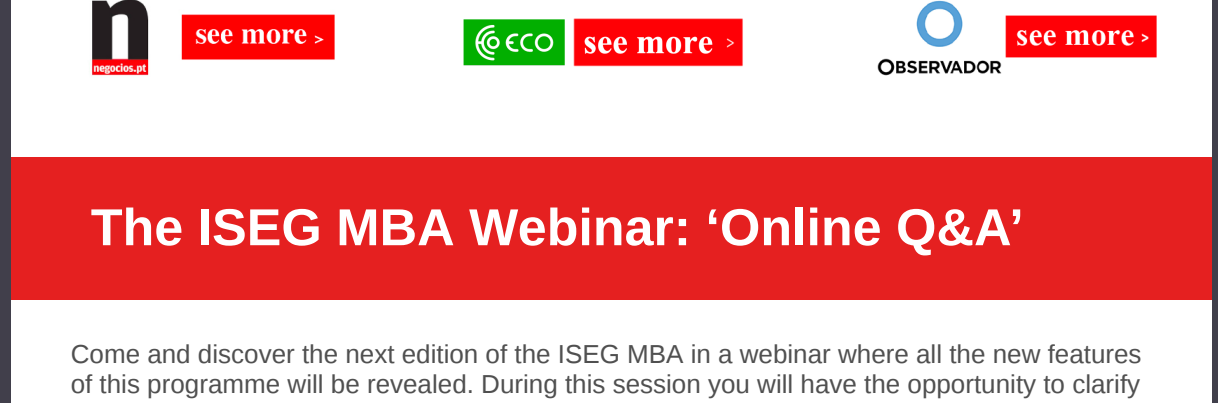 n
negocios.pt
see more >
ECO
see more >
OBSERVADOR
see more >
The ISEG MBA Webinar: ‘Online Q&A’
Come and discover the next edition of the ISEG MBA in a webinar where all the new features
of this programme will be revealed. During this session you will have the opportunity to clarify